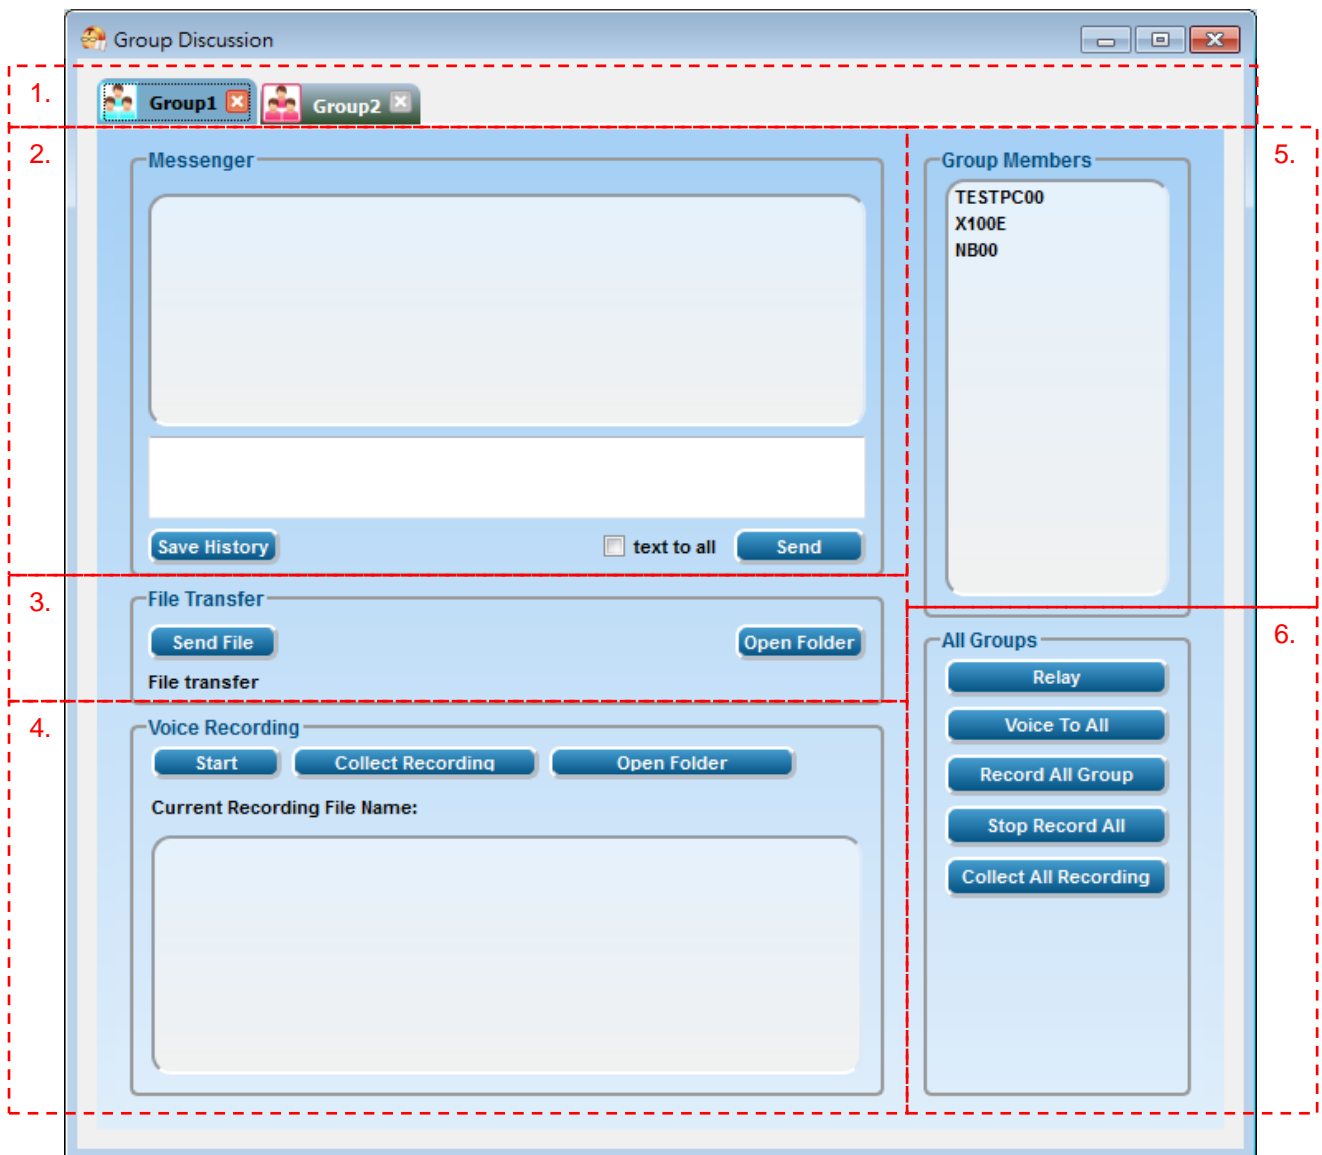 Group Discussion
1.
Group1 Group2
2.
Messenger
Save History text to all Send
3.
File Transfer
Send File Open Folder
File transfer
4.
Voice Recording
Start Collect Recording Open Folder
Current Recording File Name:
5.
Group Members
TESTPC00
X100E
NB00
6.
All Groups
Relay
Voice To All
Record All Group
Stop Record All
Collect All Recording